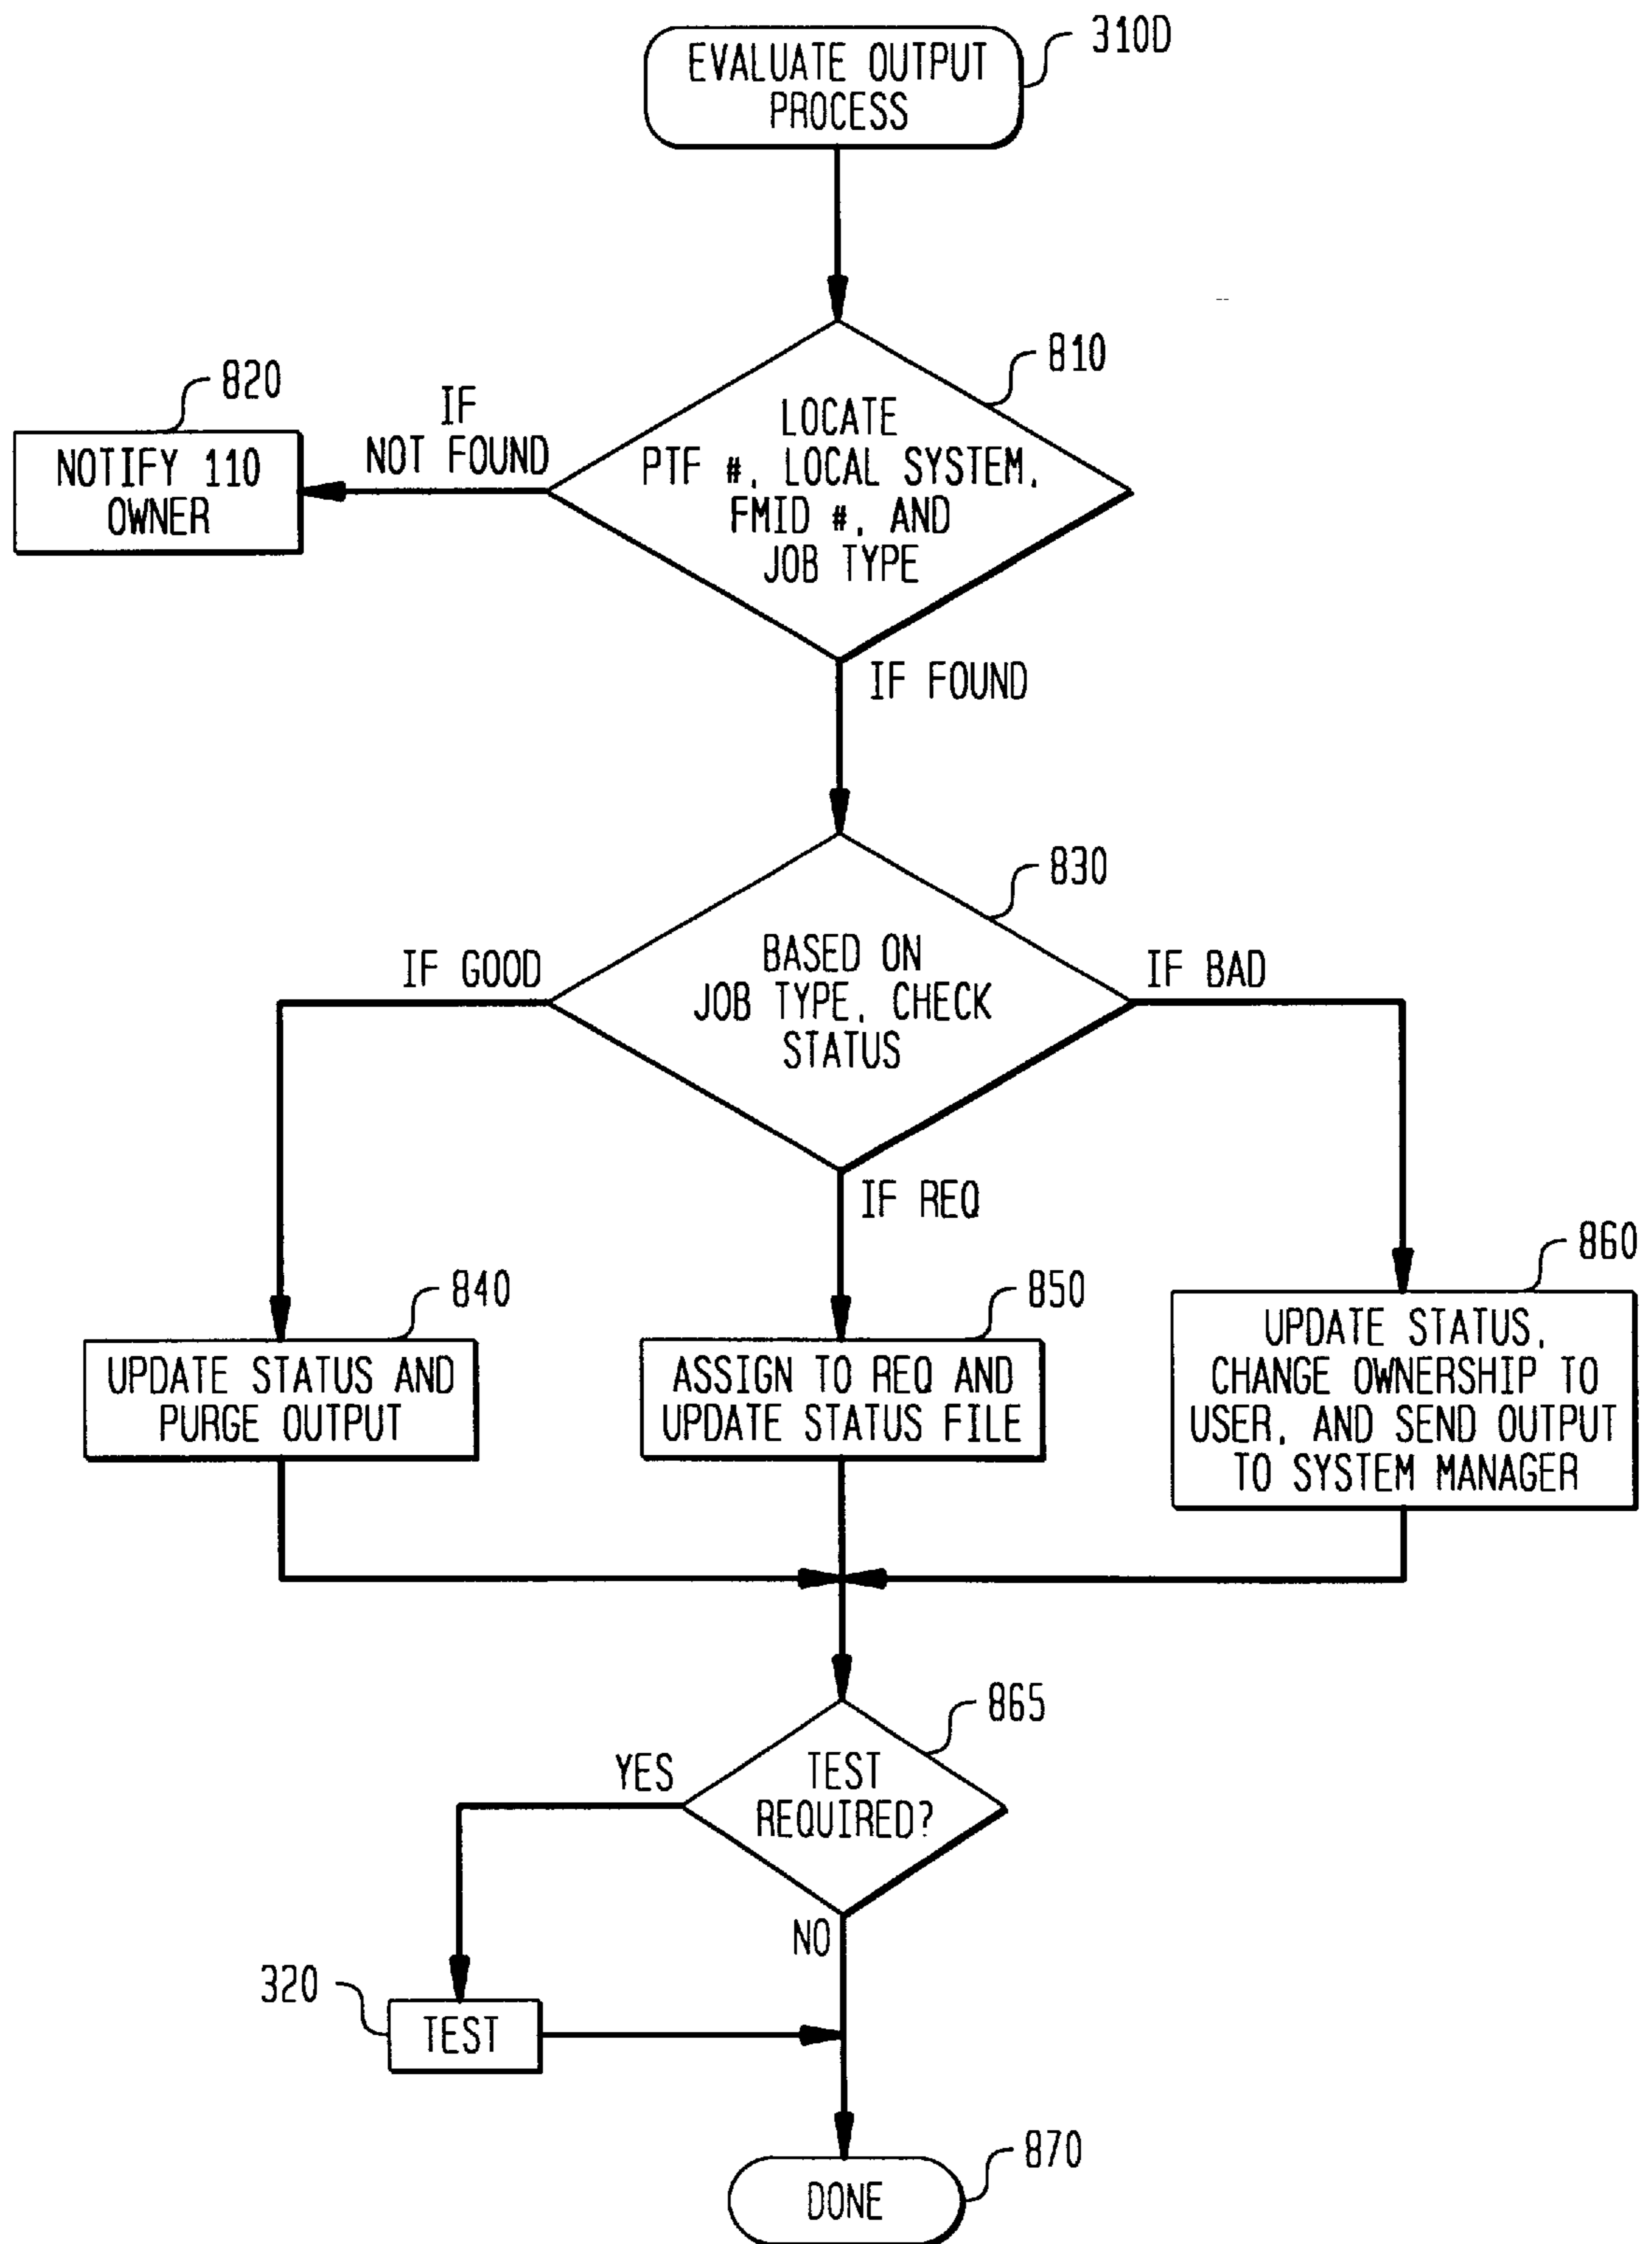 EVALUATE OUTPUT
PROCESS
310D
810
LOCATE
PTF #, LOCAL SYSTEM,
FMID #, AND
JOB TYPE
820
IF
NOT FOUND
NOTIFY 110
OWNER
IF FOUND
830
BASED ON
JOB TYPE, CHECK
STATUS
IF GOOD
IF BAD
IF REQ
840
UPDATE STATUS AND
PURGE OUTPUT
850
ASSIGN TO REQ AND
UPDATE STATUS FILE
860
UPDATE STATUS,
CHANGE OWNERSHIP TO
USER, AND SEND OUTPUT
TO SYSTEM MANAGER
865
TEST
REQUIRED?
YES
NO
320
TEST
870
DONE